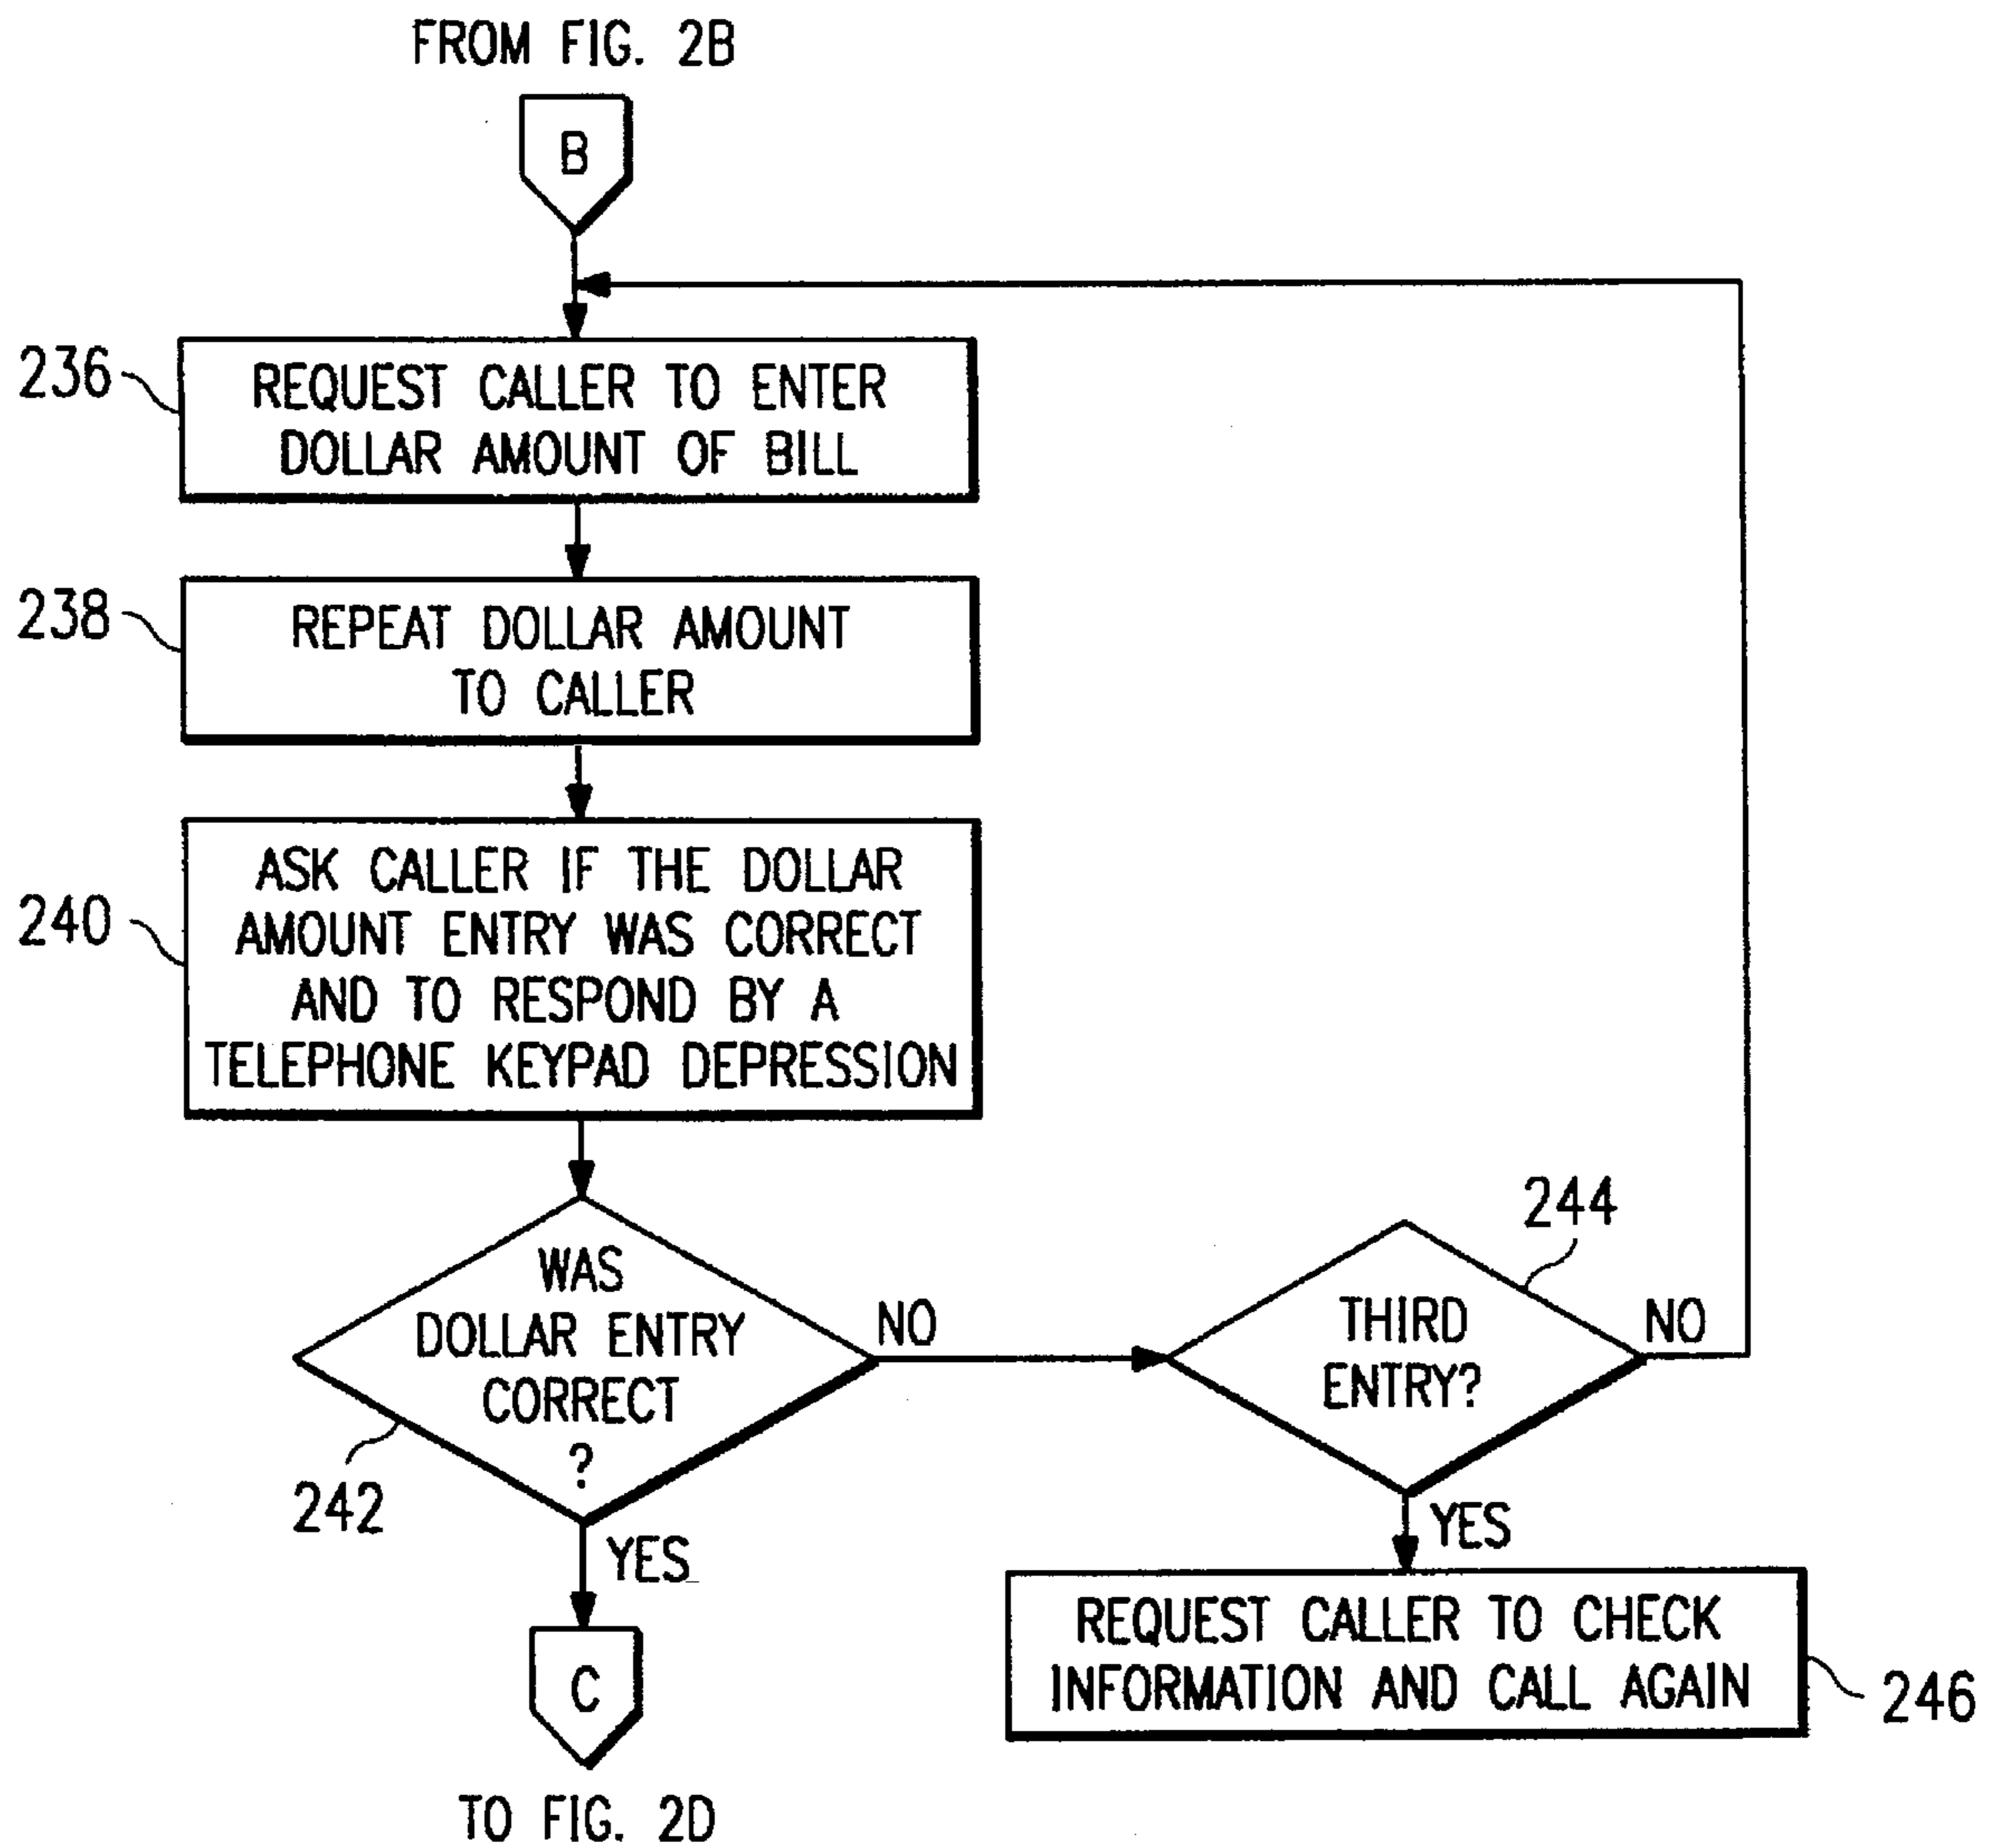 FROM FIG. 2B
B
236
REQUEST CALLER TO ENTER
DOLLAR AMOUNT OF BILL
238
REPEAT DOLLAR AMOUNT
TO CALLER
240
ASK CALLER IF THE DOLLAR
AMOUNT ENTRY WAS CORRECT
AND TO RESPOND BY A
TELEPHONE KEYPAD DEPRESSION
WAS
DOLLAR ENTRY
CORRECT
?
242
NO
YES
244
THIRD
ENTRY?
NO
YES
REQUEST CALLER TO CHECK
INFORMATION AND CALL AGAIN
246
C
TO FIG. 2D